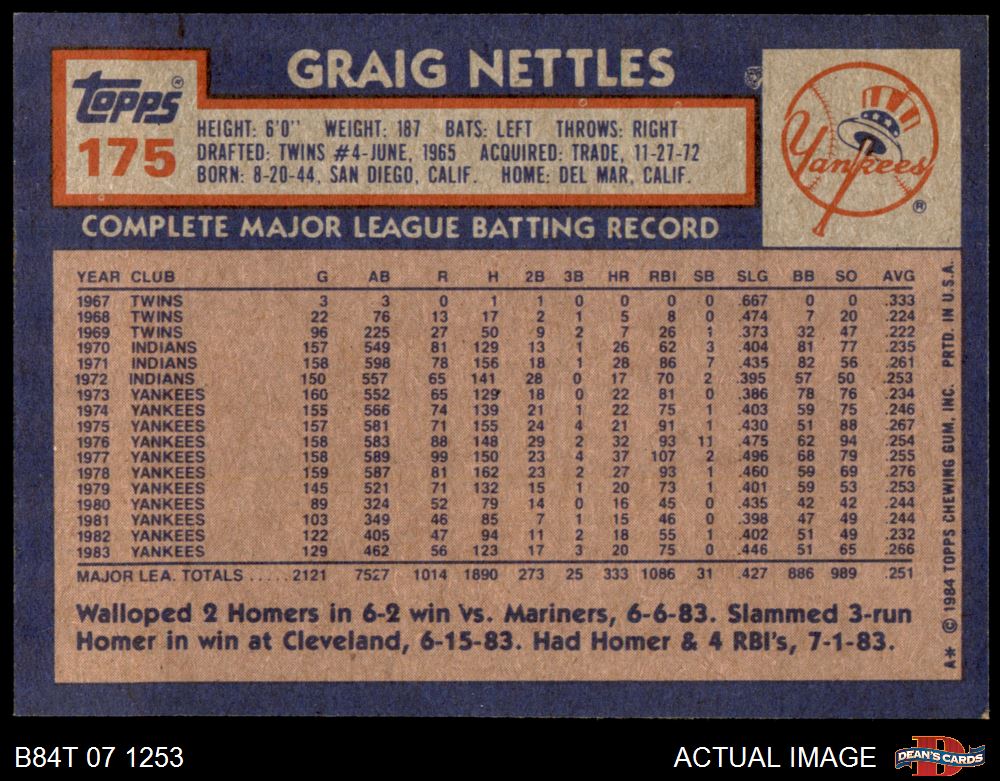 GRAIG NETTLES
Topps®
175
HEIGHT: 6'0" WEIGHT: 187 BATS: LEFT THROWS: RIGHT
DRAFTED: TWINS #4-JUNE, 1965 ACQUIRED: TRADE, 11-27-72
BORN: 8-20-44, SAN DIEGO, CALIF. HOME: DEL MAR, CALIF.
Yankees
®
COMPLETE MAJOR LEAGUE BATTING RECORD
YEAR CLUB G AB R H 2B 3B HR RBI SB SLG BB SO AVG
1967 TWINS 3 3 0 1 1 0 0 0 0 .667 0 0 .333
1968 TWINS 22 76 13 17 2 1 5 8 0 .474 7 20 .224
1969 TWINS 96 225 27 50 9 2 7 26 1 .373 32 47 .222
1970 INDIANS 157 549 81 129 13 1 26 62 3 .404 81 77 .235
1971 INDIANS 158 598 78 156 18 1 28 86 7 .435 82 56 .261
1972 INDIANS 150 557 65 141 28 0 17 70 2 .395 57 50 .253
1973 YANKEES 160 552 65 129 18 0 22 81 0 .386 78 76 .234
1974 YANKEES 155 566 74 139 21 1 22 75 1 .403 59 75 .246
1975 YANKEES 157 581 71 155 24 4 21 91 1 .430 51 88 .267
1976 YANKEES 158 583 88 148 29 2 32 93 11 .475 62 94 .254
1977 YANKEES 158 589 99 150 23 4 37 107 2 .496 68 79 .255
1978 YANKEES 159 587 81 162 23 2 27 93 1 .460 59 69 .276
1979 YANKEES 145 521 71 132 15 1 20 73 1 .401 59 53 .253
1980 YANKEES 89 324 52 79 14 0 16 45 0 .435 42 42 .244
1981 YANKEES 103 349 46 85 7 1 15 46 0 .398 47 49 .244
1982 YANKEES 122 405 47 94 11 2 18 55 1 .402 51 49 .232
1983 YANKEES 129 462 56 123 17 3 20 75 0 .446 51 65 .266
MAJOR LEA. TOTALS ..... 2121 7527 1014 1890 273 25 333 1086 31 .427 886 989 .251
Walloped 2 Homers in 6-2 win vs. Mariners, 6-6-83. Slammed 3-run
Homer in win at Cleveland, 6-15-83. Had Homer & 4 RBI's, 7-1-83.
A* © 1984 TOPPS CHEWING GUM, INC. PRTD. IN U.S.A.
B84T 07 1253
ACTUAL IMAGE
D
DEAN'S CARDS